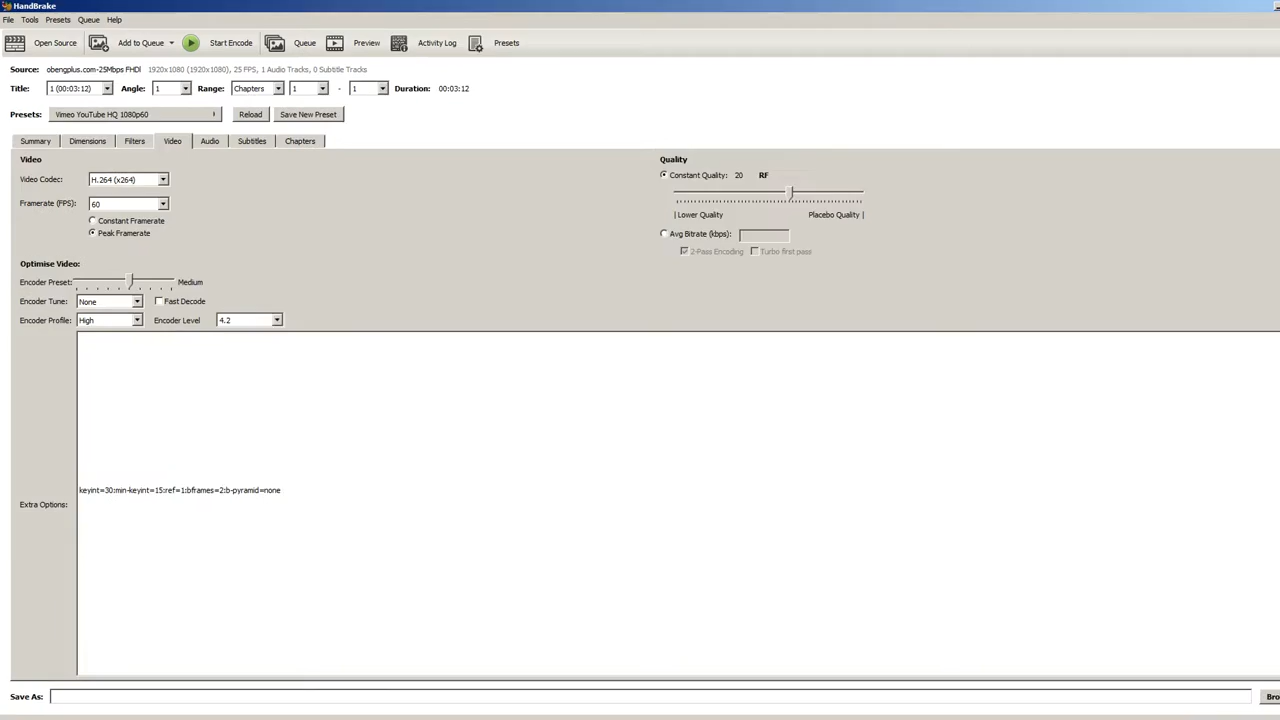 HandBrake
File Tools Presets Queue Help
Open Source Add to Queue Start Encode Queue Preview Activity Log Presets
Source: obengplus.com-25Mbps FHDl 1920x1080 (1920x1080), 25 FPS, 1 Audio Tracks, 0 Subtitle Tracks
Title: 1 (00:03:12) Angle: 1 Range: Chapters 1 - 1 Duration: 00:03:12
Presets: Vimeo YouTube HQ 1080p60 Reload Save New Preset
Summary Dimensions Filters Video Audio Subtitles Chapters
Video
Video Codec: H.264 (x264)
Framerate (FPS): 60
Constant Framerate
Peak Framerate
Quality
Constant Quality: 20 RF
| Lower Quality Placebo Quality |
Avg Bitrate (kbps):
2-Pass Encoding Turbo first pass
Optimise Video:
Encoder Preset: Medium
Encoder Tune: None Fast Decode
Encoder Profile: High Encoder Level 4.2
Extra Options: keyint=30:min-keyint=15:ref=1:bframes=2:b-pyramid=none
Save As: Bro